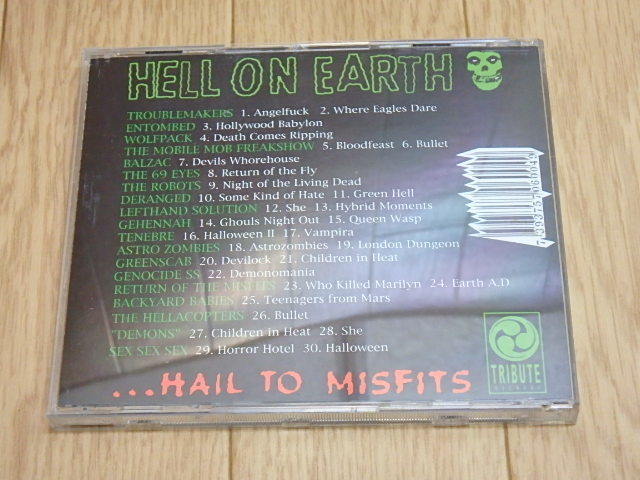 HELL ON EARTH
TROUBLEMAKERS 1. Angelfuck 2. Where Eagles Dare
ENTOMBED 3. Hollywood Babylon
WOLFPACK 4. Death Comes Ripping
THE MOBILE MOB FREAKSHOW 5. Bloodfeast 6. Bullet
BALZAC 7. Devils Whorehouse
THE 69 EYES 8. Return of the Fly
THE ROBOTS 9. Night of the Living Dead
DERANGED 10. Some Kind of Hate 11. Green Hell
LEFTHAND SOLUTION 12. She 13. Hybrid Moments
GEHENNAH 14. Ghouls Night Out 15. Queen Wasp
TENEBRE 16. Halloween II 17. Vampira
ASTRO ZOMBIES 18. Astrozombies 19. London Dungeon
GREENSCAB 20. Devilock 21. Children in Heat
GENOCIDE SS 22. Demonomania
RETURN OF THE MISFITS 23. Who Killed Marilyn 24. Earth A.D
BACKYARD BABIES 25. Teenagers from Mars
THE HELLACOPTERS 26. Bullet
"DEMONS" 27. Children in Heat 28. She
SEX SEX SEX 29. Horror Hotel 30. Halloween
...HAIL TO MISFITS
TRIBUTE
RECORDS